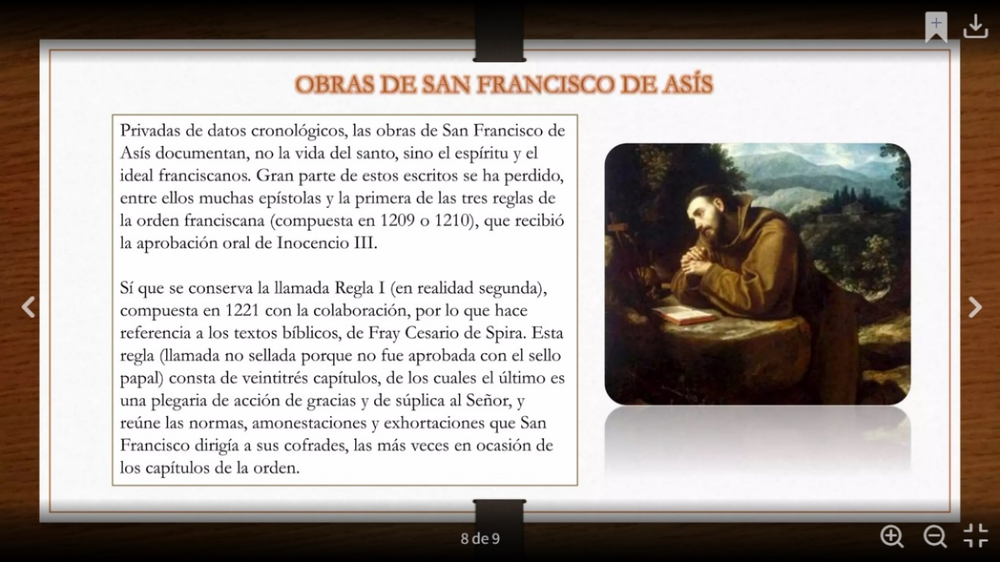 OBRAS DE SAN FRANCISCO DE ASÍS
Privadas de datos cronológicos, las obras de San Francisco de
Asís documentan, no la vida del santo, sino el espíritu y el
ideal franciscanos. Gran parte de estos escritos se ha perdido,
entre ellos muchas epístolas y la primera de las tres reglas de
la orden franciscana (compuesta en 1209 o 1210), que recibió
la aprobación oral de Inocencio III.
Sí que se conserva la llamada Regla I (en realidad segunda),
compuesta en 1221 con la colaboración, por lo que hace
referencia a los textos bíblicos, de Fray Cesario de Spira. Esta
regla (llamada no sellada porque no fue aprobada con el sello
papal) consta de veintitrés capítulos, de los cuales el último es
una plegaria de acción de gracias y de súplica al Señor, y
reúne las normas, amonestaciones y exhortaciones que San
Francisco dirigía a sus cofrades, las más veces en ocasión de
los capítulos de la orden.
8 de 9